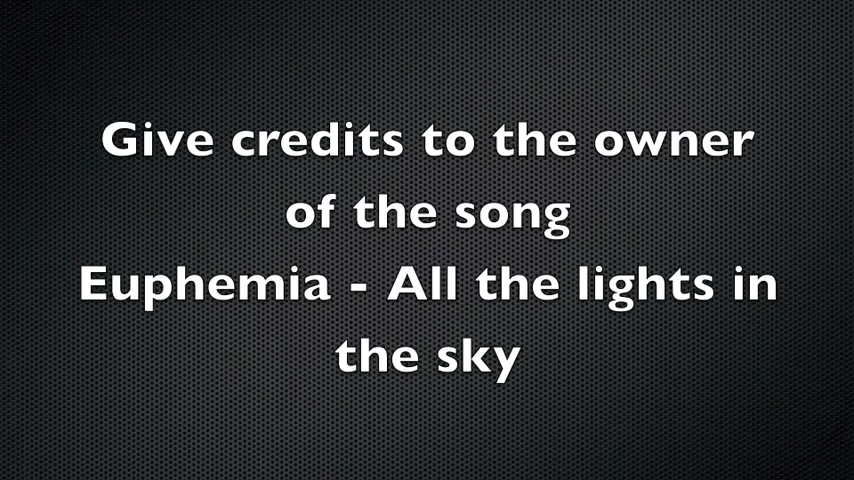 Give credits to the owner
of the song
Euphemia - All the lights in
the sky